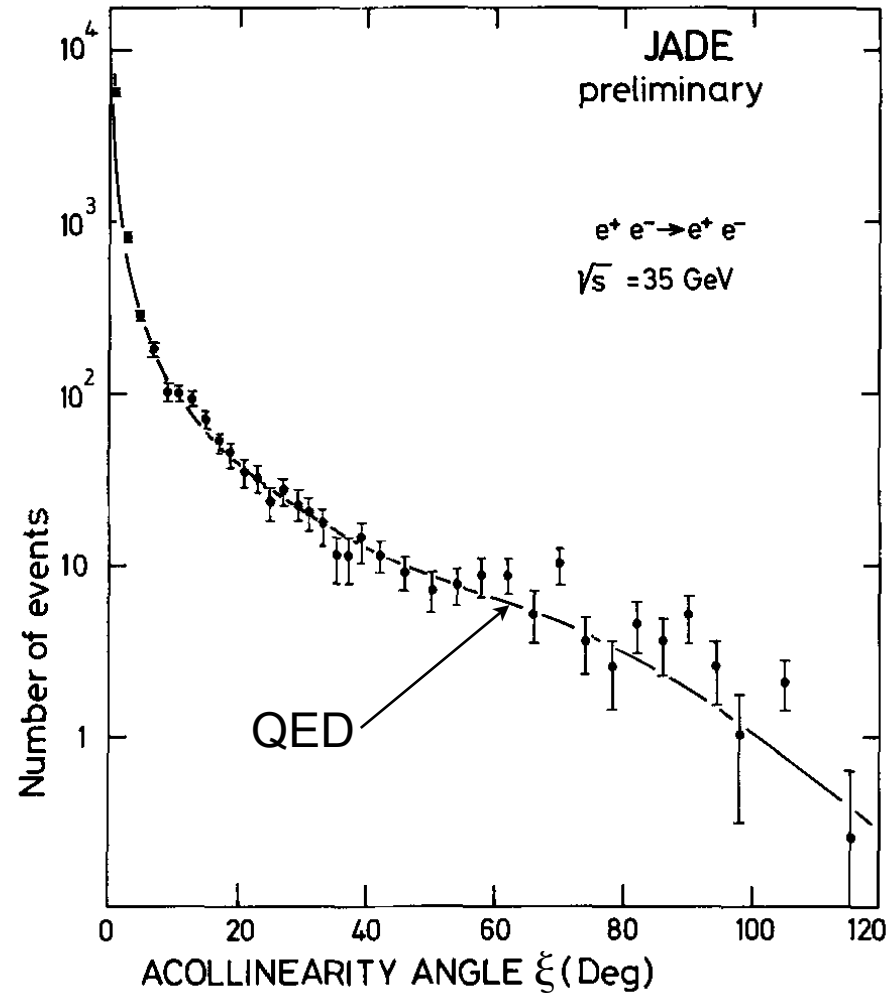 JADE
preliminary
e⁺ e⁻→e⁺ e⁻
√s = 35 GeV
10⁴
10³
10²
10
1
Number of events
QED
0 20 40 60 80 100 120
ACOLLINEARITY ANGLE ξ (Deg)